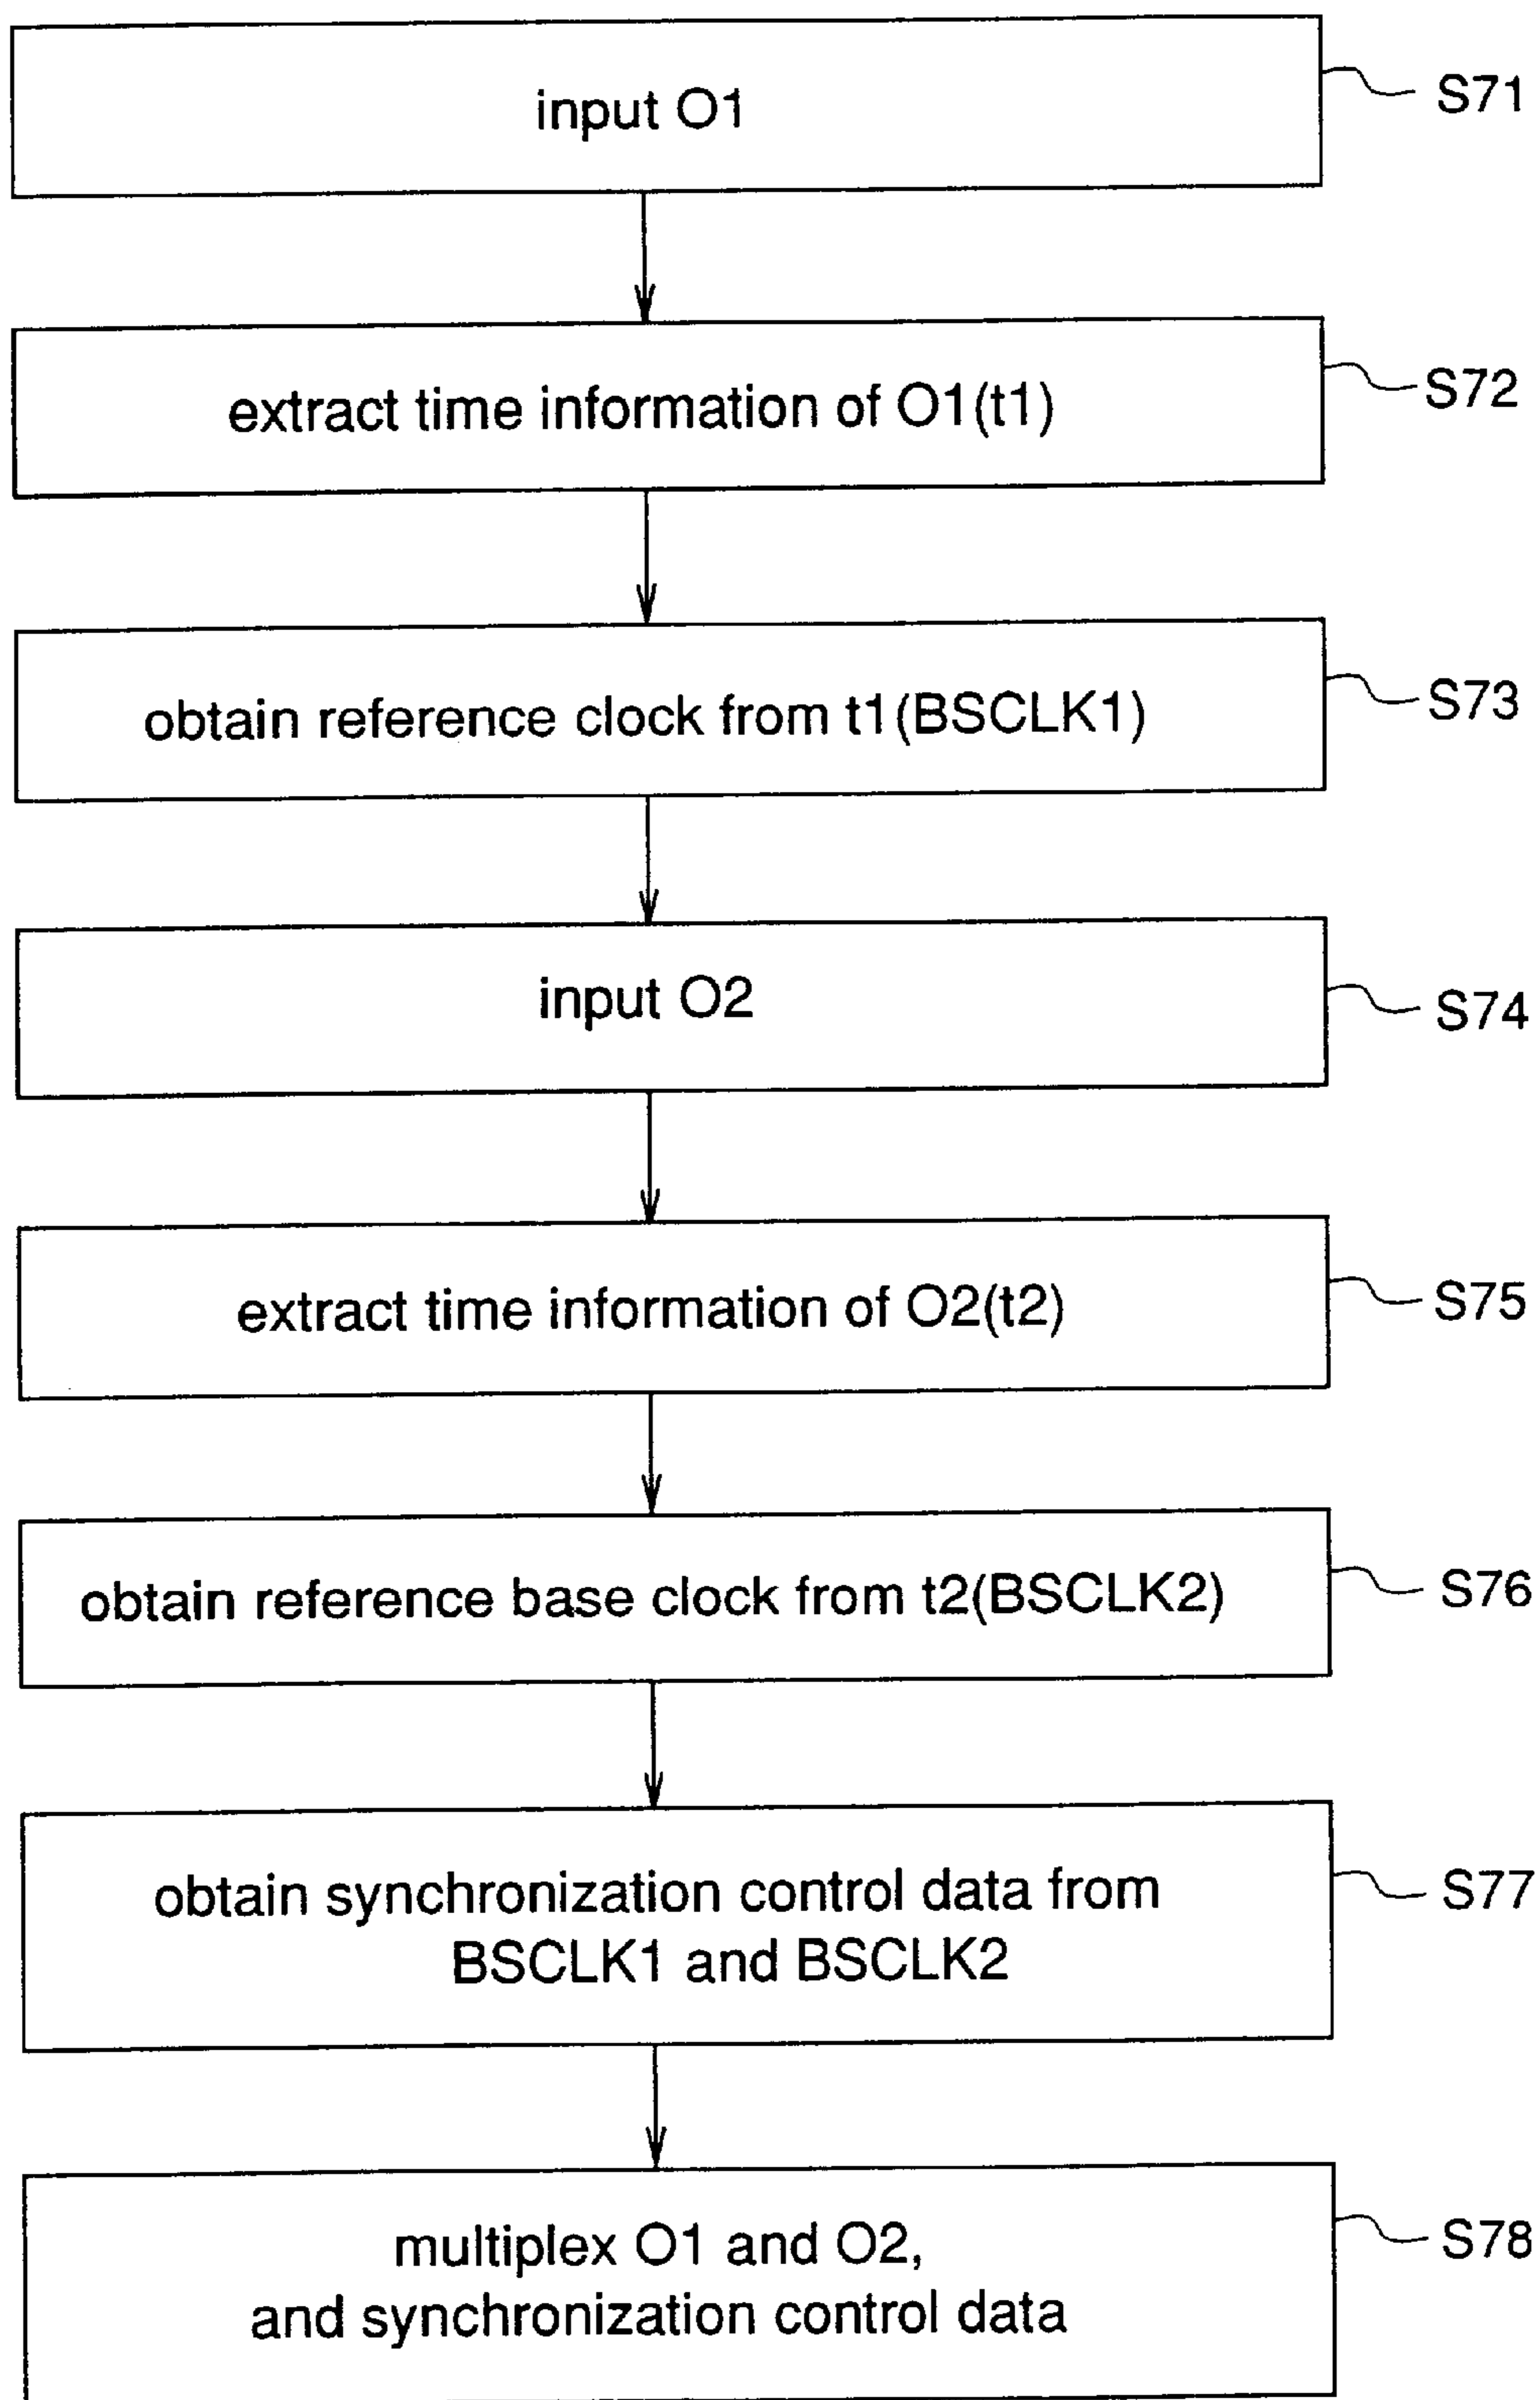 input O1
S71
extract time information of O1(t1)
S72
obtain reference clock from t1(BSCLK1)
S73
input O2
S74
extract time information of O2(t2)
S75
obtain reference base clock from t2(BSCLK2)
S76
obtain synchronization control data from
BSCLK1 and BSCLK2
S77
multiplex O1 and O2,
and synchronization control data
S78